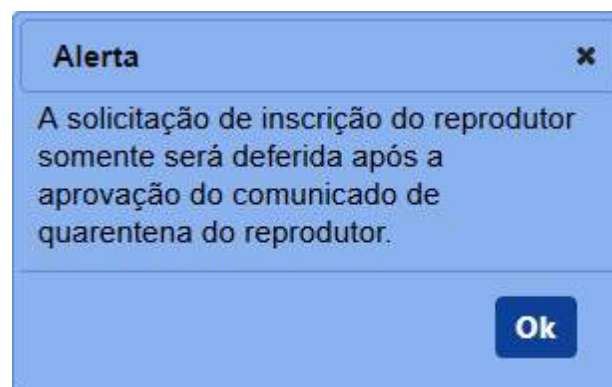 Alerta ✖
A solicitação de inscrição do reprodutor
somente será deferida após a
aprovação do comunicado de
quarentena do reprodutor.
Ok